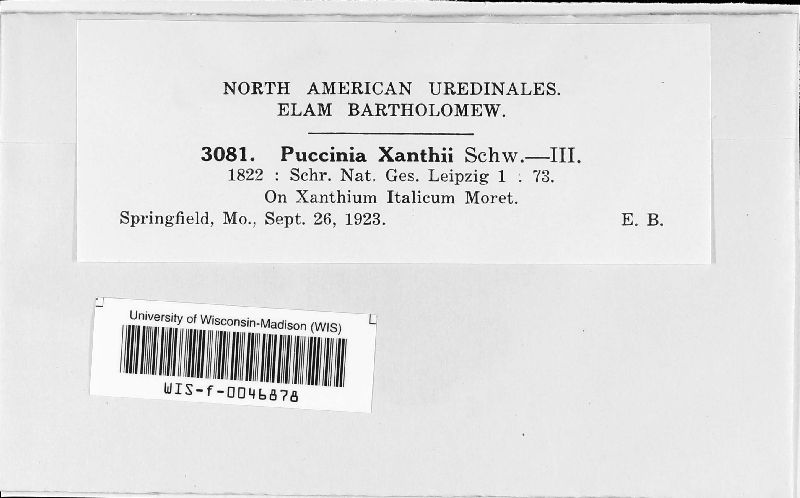 NORTH AMERICAN UREDINALES.
ELAM BARTHOLOMEW.
3081. Puccinia Xanthii Schw.—III.
1822 : Schr. Nat. Ges. Leipzig 1 : 73.
On Xanthium Italicum Moret.
Springfield, Mo., Sept. 26, 1923. E. B.
University of Wisconsin-Madison (WIS)
WIS-f-0046878